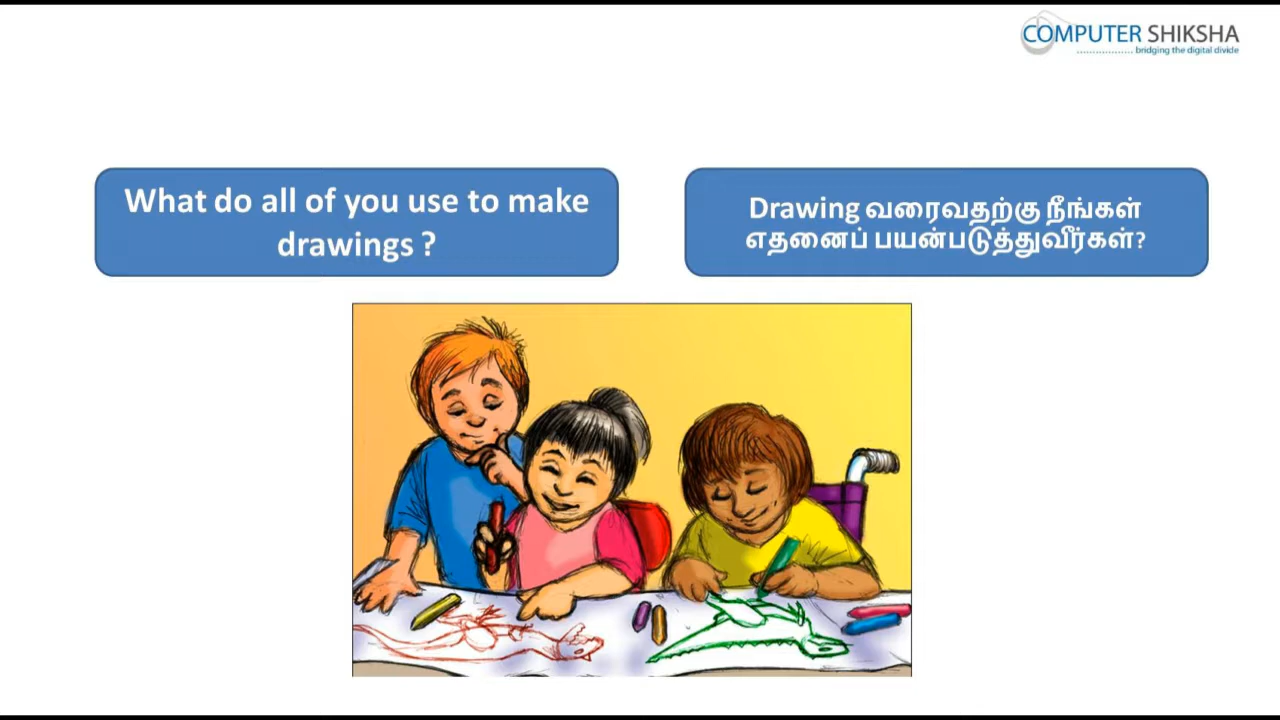 COMPUTER SHIKSHA
bridging the digital divide
What do all of you use to make
drawings ?
Drawing வரைவதற்கு நீங்கள்
எதனைப் பயன்படுத்துவீர்கள்?